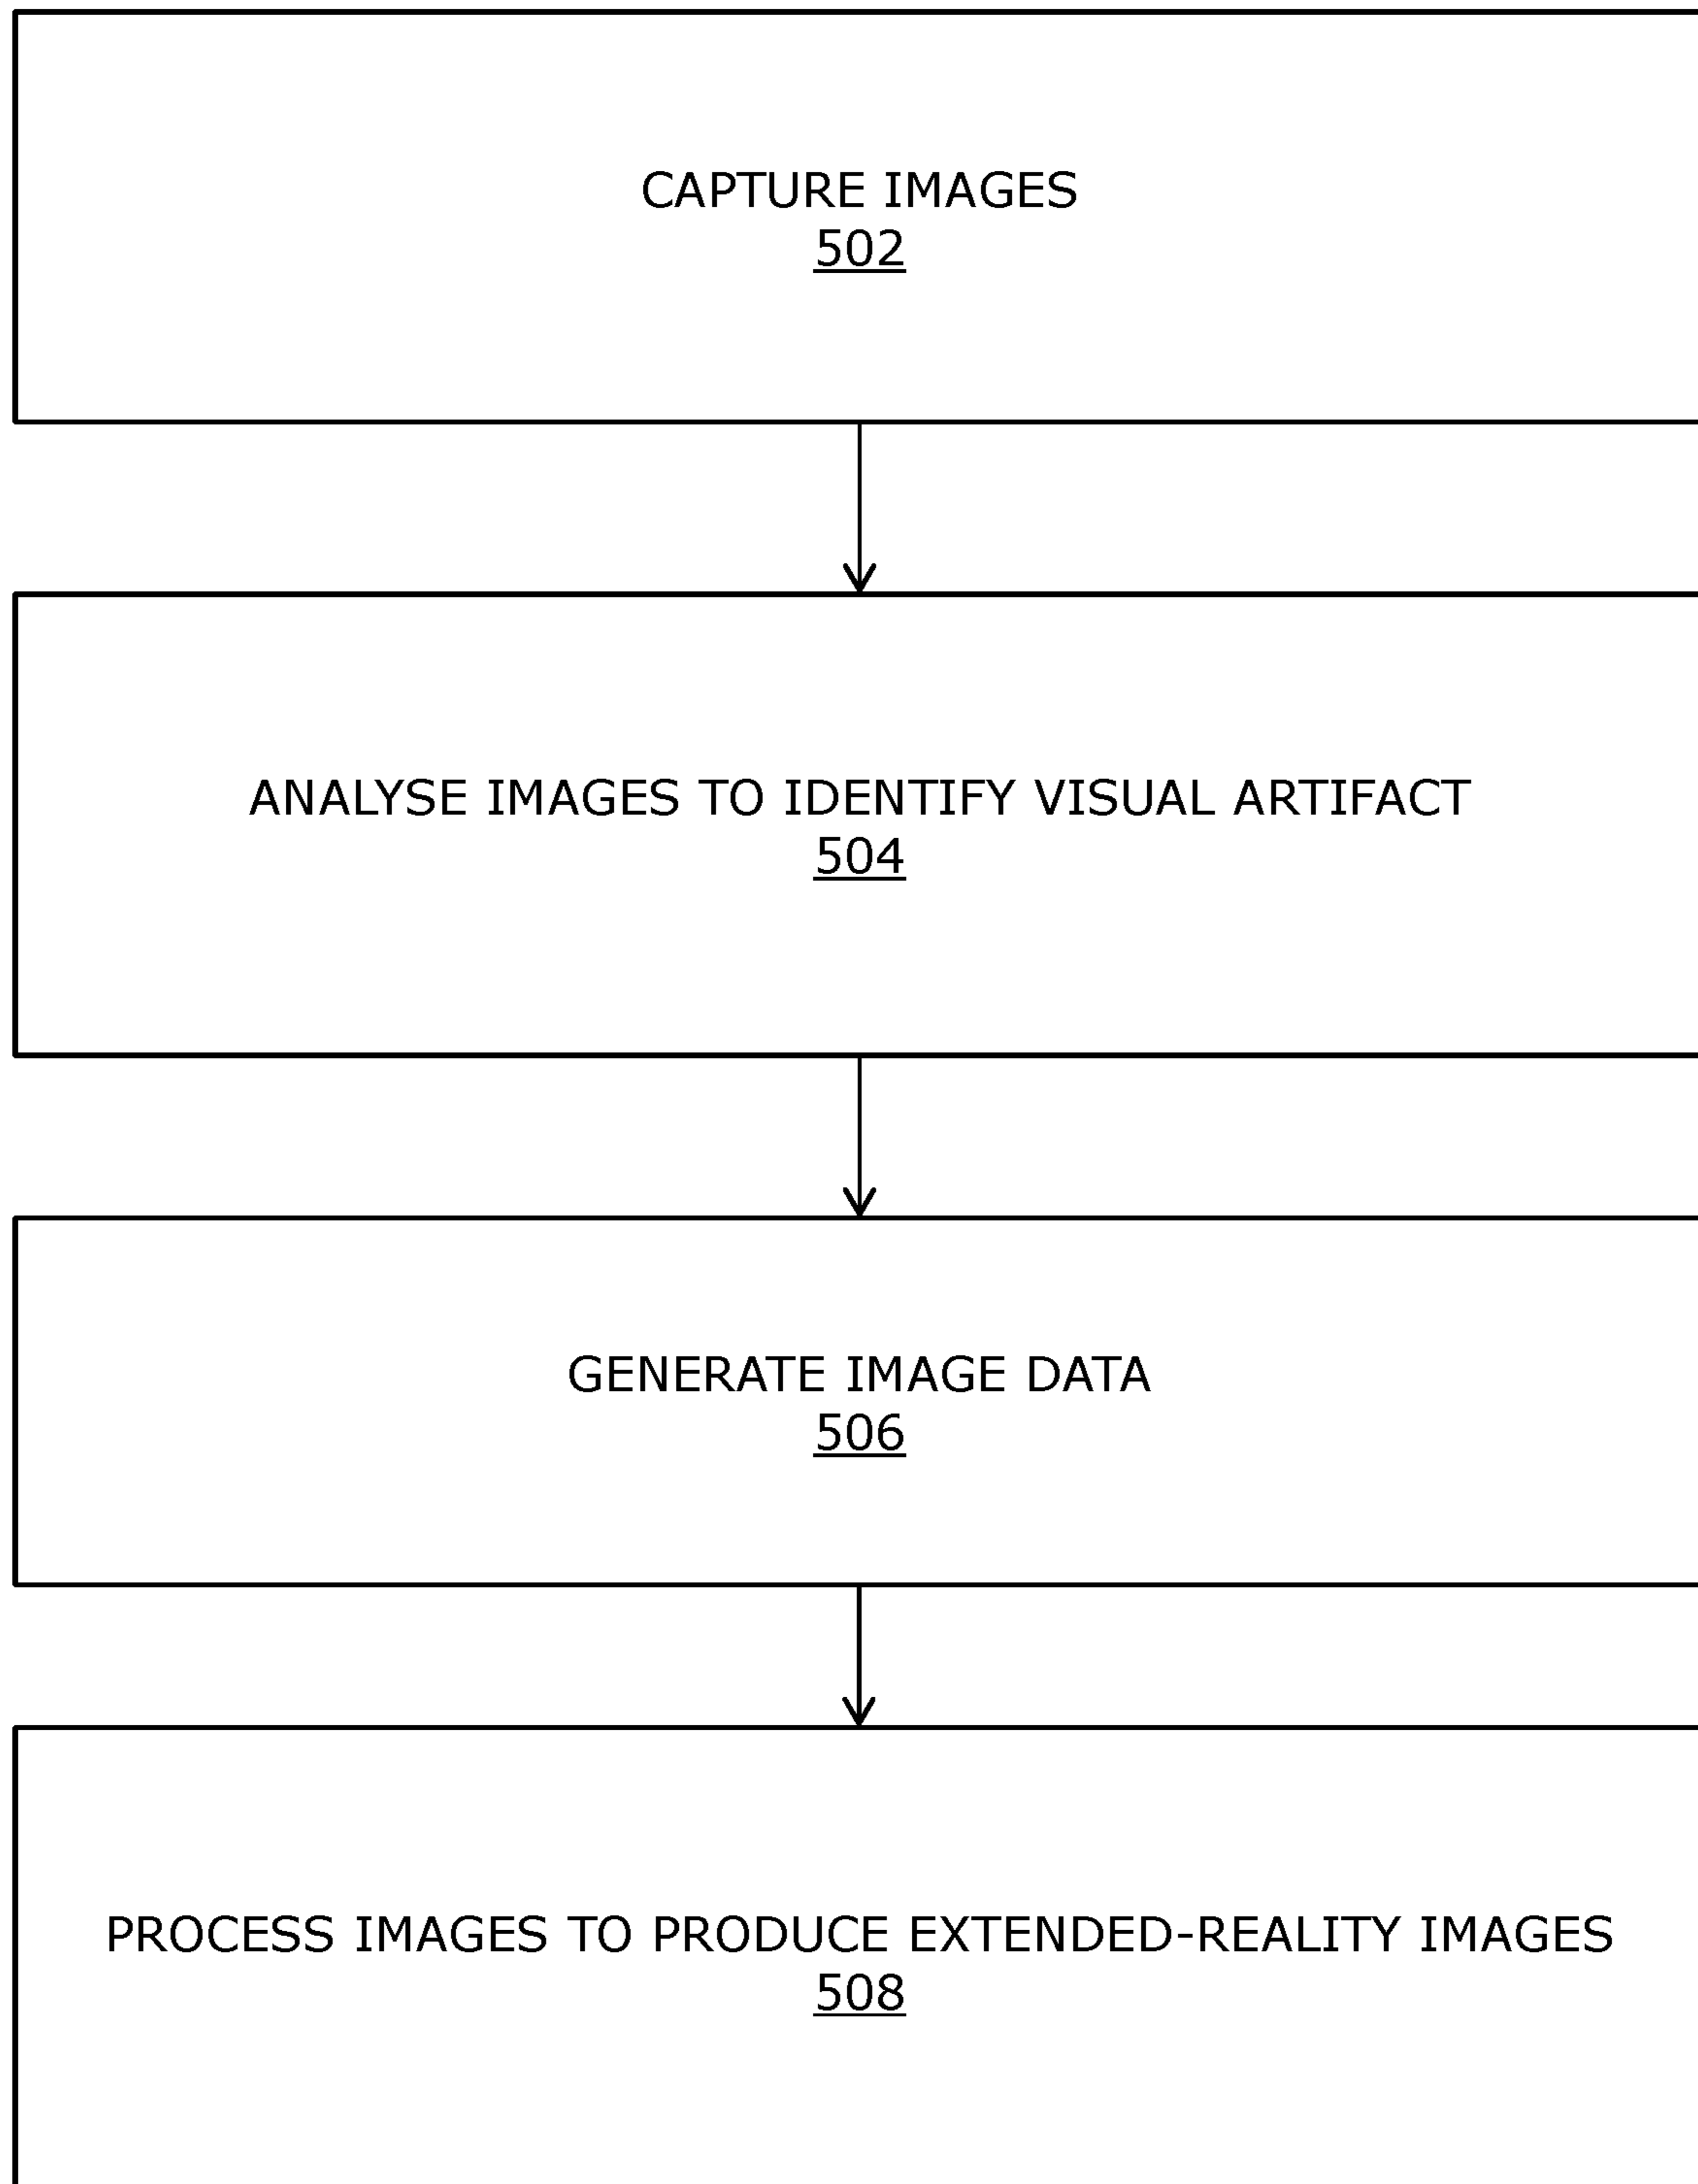 CAPTURE IMAGES
502
ANALYSE IMAGES TO IDENTIFY VISUAL ARTIFACT
504
GENERATE IMAGE DATA
506
PROCESS IMAGES TO PRODUCE EXTENDED-REALITY IMAGES
508